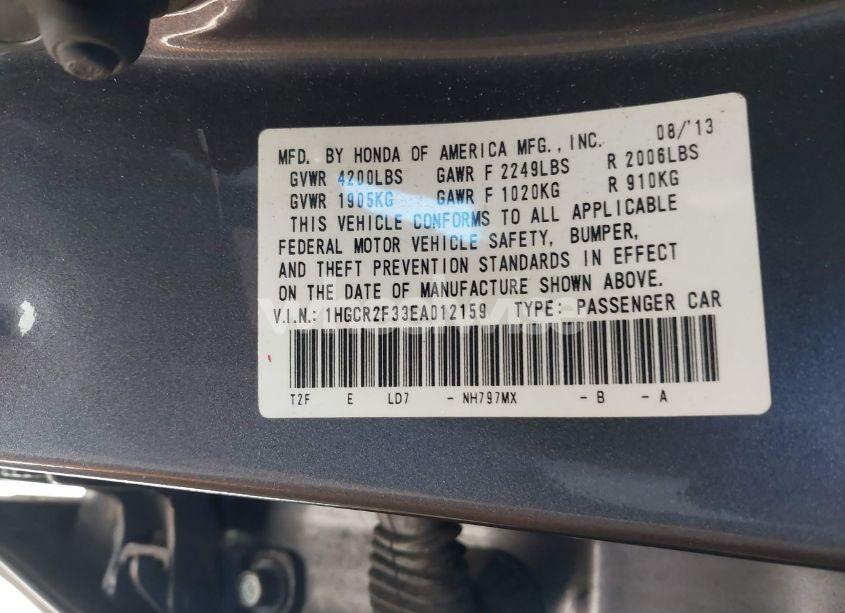 MFD. BY HONDA OF AMERICA MFG., INC. 08/'13
GVWR 4200LBS GAWR F 2249LBS R 2006LBS
GVWR 1905KG GAWR F 1020KG R 910KG
THIS VEHICLE CONFORMS TO ALL APPLICABLE
FEDERAL MOTOR VEHICLE SAFETY, BUMPER,
AND THEFT PREVENTION STANDARDS IN EFFECT
ON THE DATE OF MANUFACTURE SHOWN ABOVE.
V.I.N.: 1HGCR2F33EA012159 TYPE: PASSENGER CAR
T2F E LD7 - NH797MX - B - A